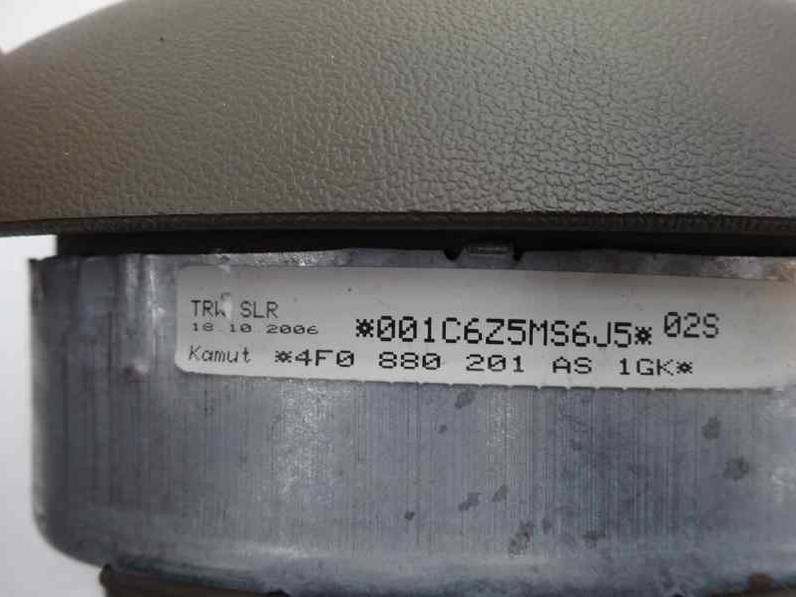 TRW SLR
18.10.2006 *001C6Z5MS6J5* 02S
Kamut *4F0 880 201 AS 1GK*